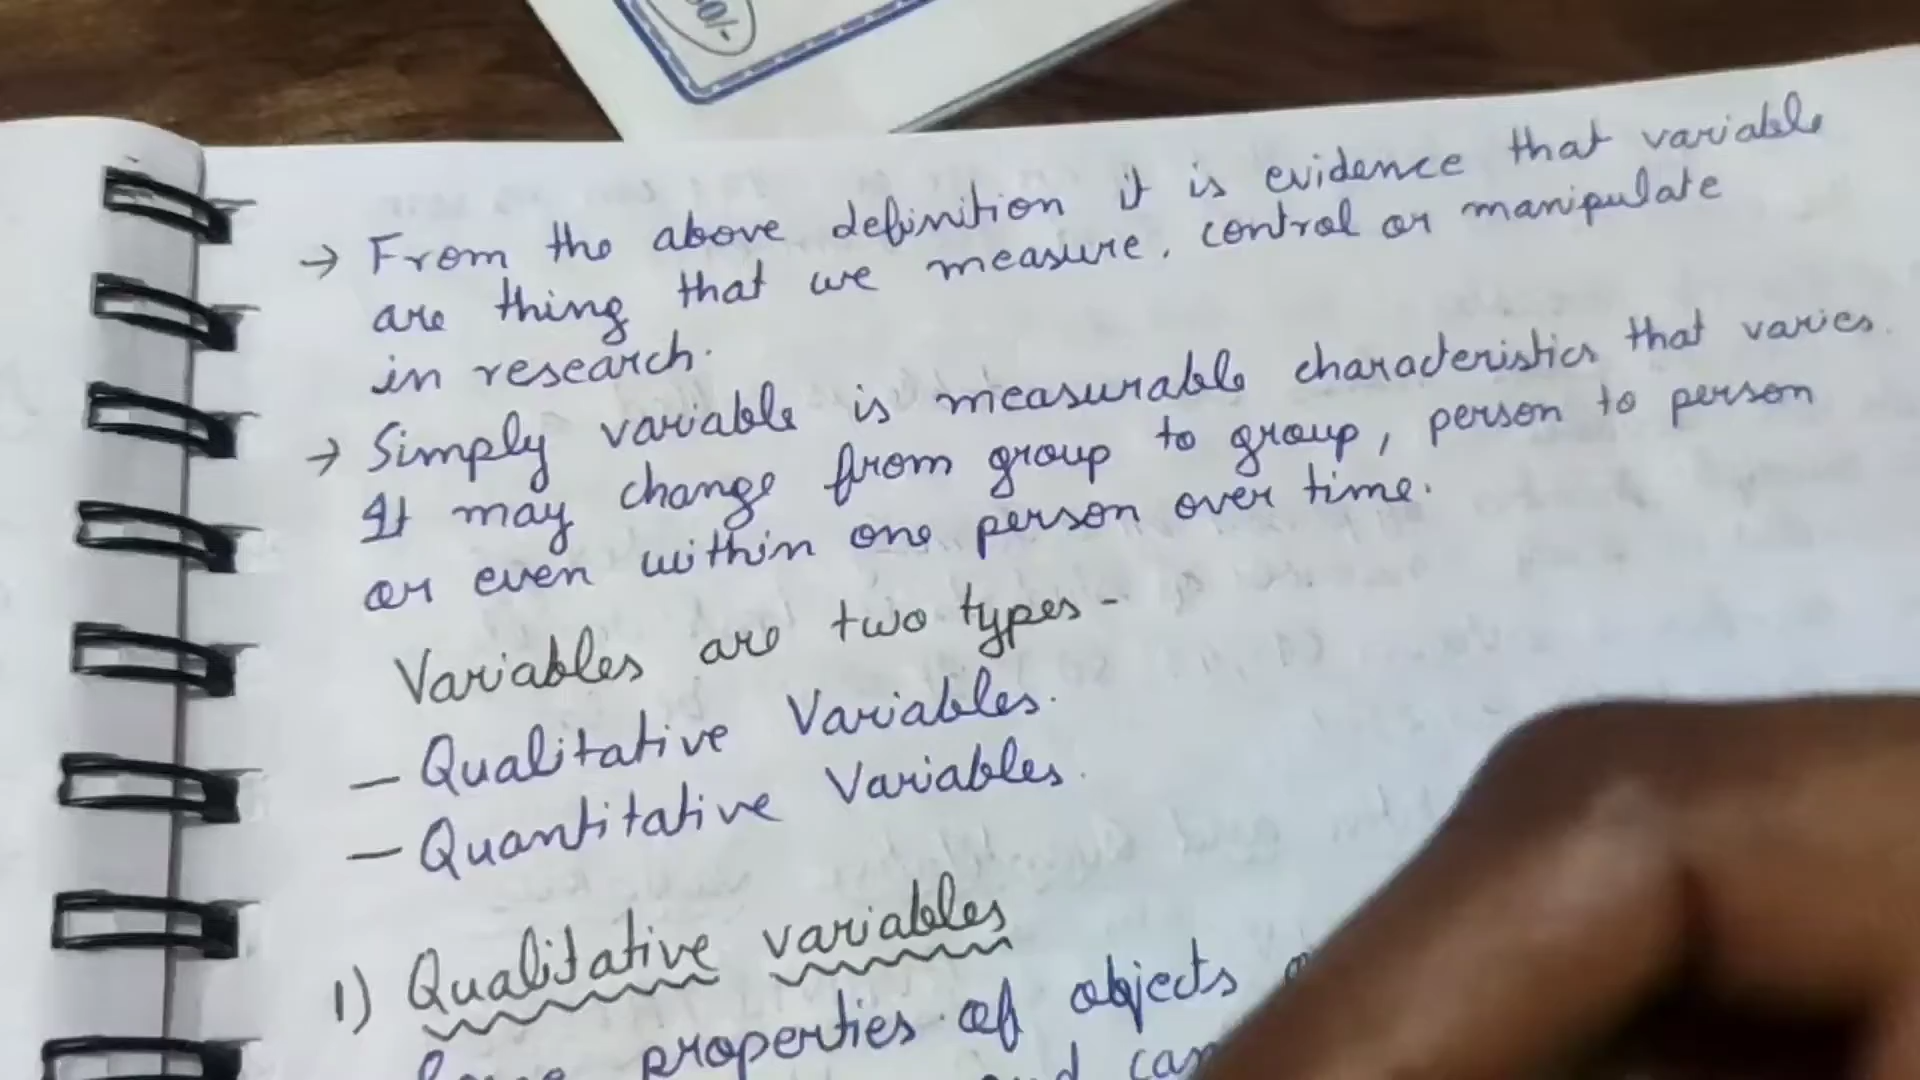 0/-
→ From the above definition it is evidence that variable
are thing that we measure, control or manipulate
in research.
→ Simply variable is measurable characteristics that varies.
It may change from group to group, person to person
or even within one person over time.
Variables are two types -
— Qualitative Variables.
— Quantitative Variables.
1) Qualitative variables
properties of objects
can